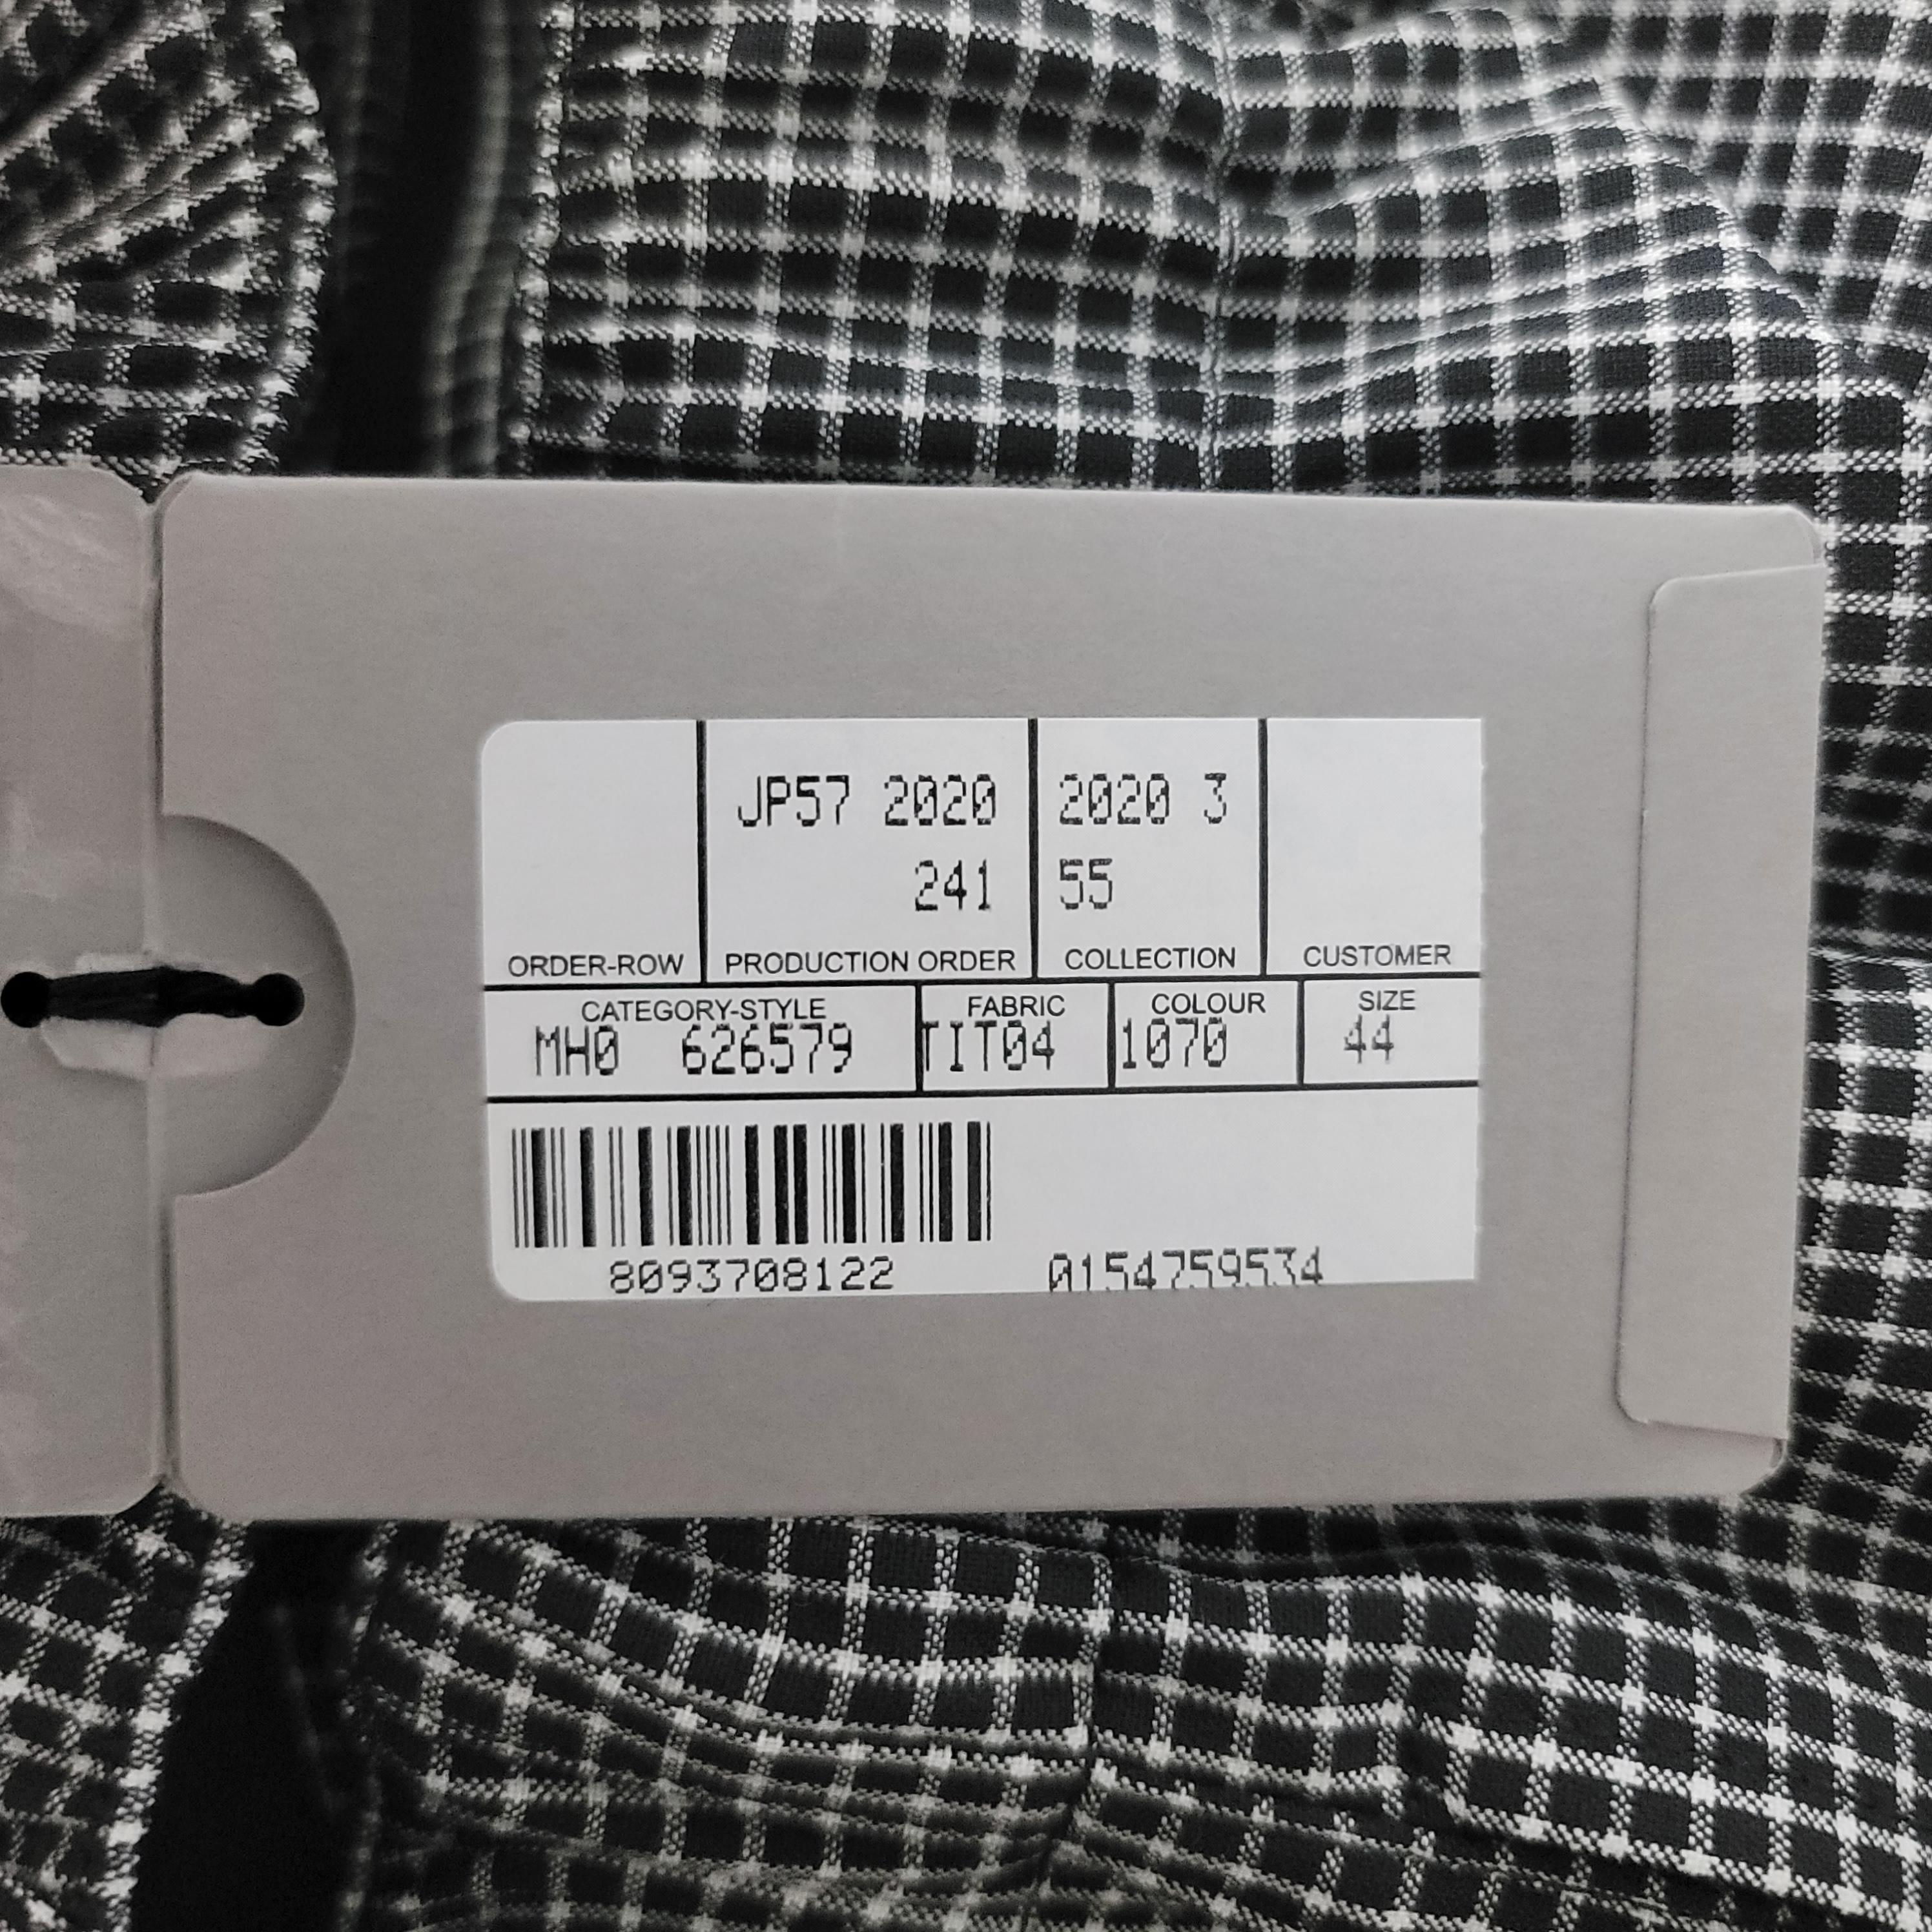 JP57 2020
241
2020 3
55
ORDER-ROW
PRODUCTION ORDER
COLLECTION
CUSTOMER
CATEGORY-STYLE
MH0 626579
FABRIC
TIT04
COLOUR
1070
SIZE
44
8093708122
0154759534